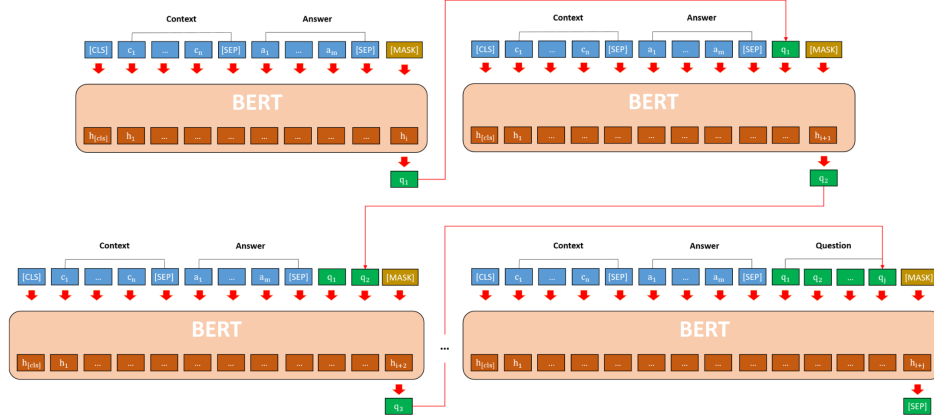 Context Answer
[CLS] c₁ ... cₙ [SEP] a₁ ... aₘ [SEP] [MASK]
BERT
h[cls] h₁ ... ... ... ... ... ... ... hᵢ
q₁
Context Answer
[CLS] c₁ ... cₙ [SEP] a₁ ... aₘ [SEP] q₁ [MASK]
BERT
h[cls] h₁ ... ... ... ... ... ... ... ... hᵢ₊₁
q₂
Context Answer
[CLS] c₁ ... cₙ [SEP] a₁ ... aₘ [SEP] q₁ q₂ [MASK]
BERT
h[cls] h₁ ... ... ... ... ... ... ... ... ... hᵢ₊₂
q₃
...
Context Answer Question
[CLS] c₁ ... cₙ [SEP] a₁ ... aₘ [SEP] q₁ q₂ ... qⱼ [MASK]
BERT
h[cls] h₁ ... ... ... ... ... ... ... ... ... ... ... hᵢ₊ⱼ
[SEP]